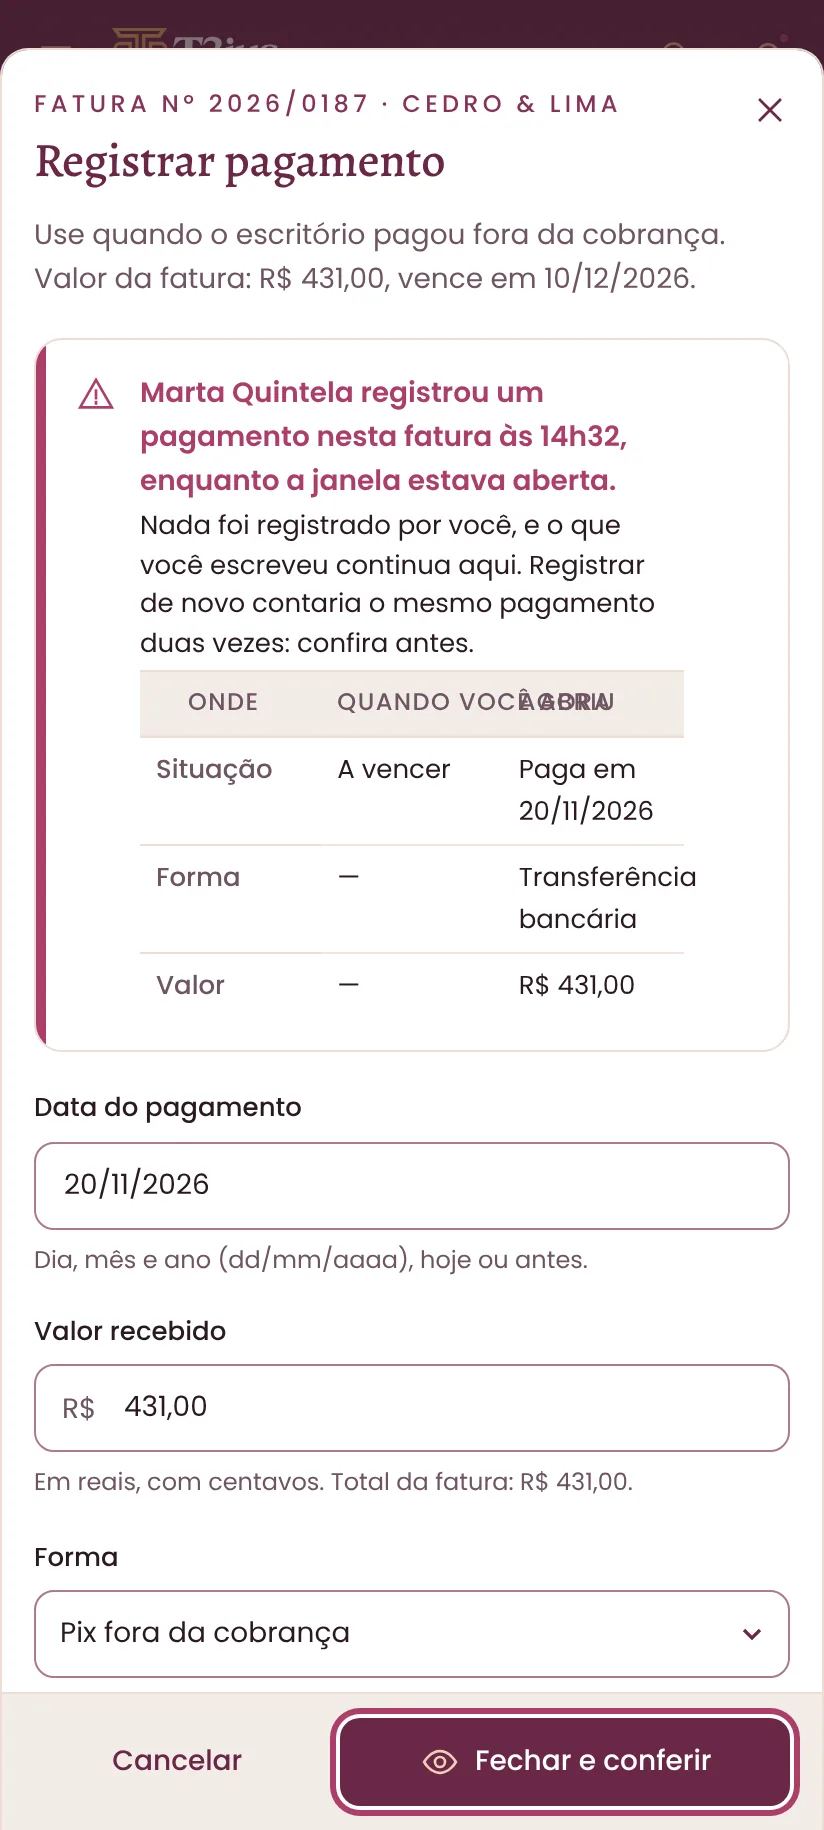 FATURA Nº 2026/0187 · CEDRO & LIMA
Registrar pagamento
Use quando o escritório pagou fora da cobrança.
Valor da fatura: R$ 431,00, vence em 10/12/2026.
Marta Quintela registrou um
pagamento nesta fatura às 14h32,
enquanto a janela estava aberta.
Nada foi registrado por você, e o que
você escreveu continua aqui. Registrar
de novo contaria o mesmo pagamento
duas vezes: confira antes.
ONDE QUANDO VOCÊ ABRIU AGORA
Situação A vencer Paga em
20/11/2026
Forma — Transferência
bancária
Valor — R$ 431,00
Data do pagamento
20/11/2026
Dia, mês e ano (dd/mm/aaaa), hoje ou antes.
Valor recebido
R$ 431,00
Em reais, com centavos. Total da fatura: R$ 431,00.
Forma
Pix fora da cobrança
Cancelar Fechar e conferir